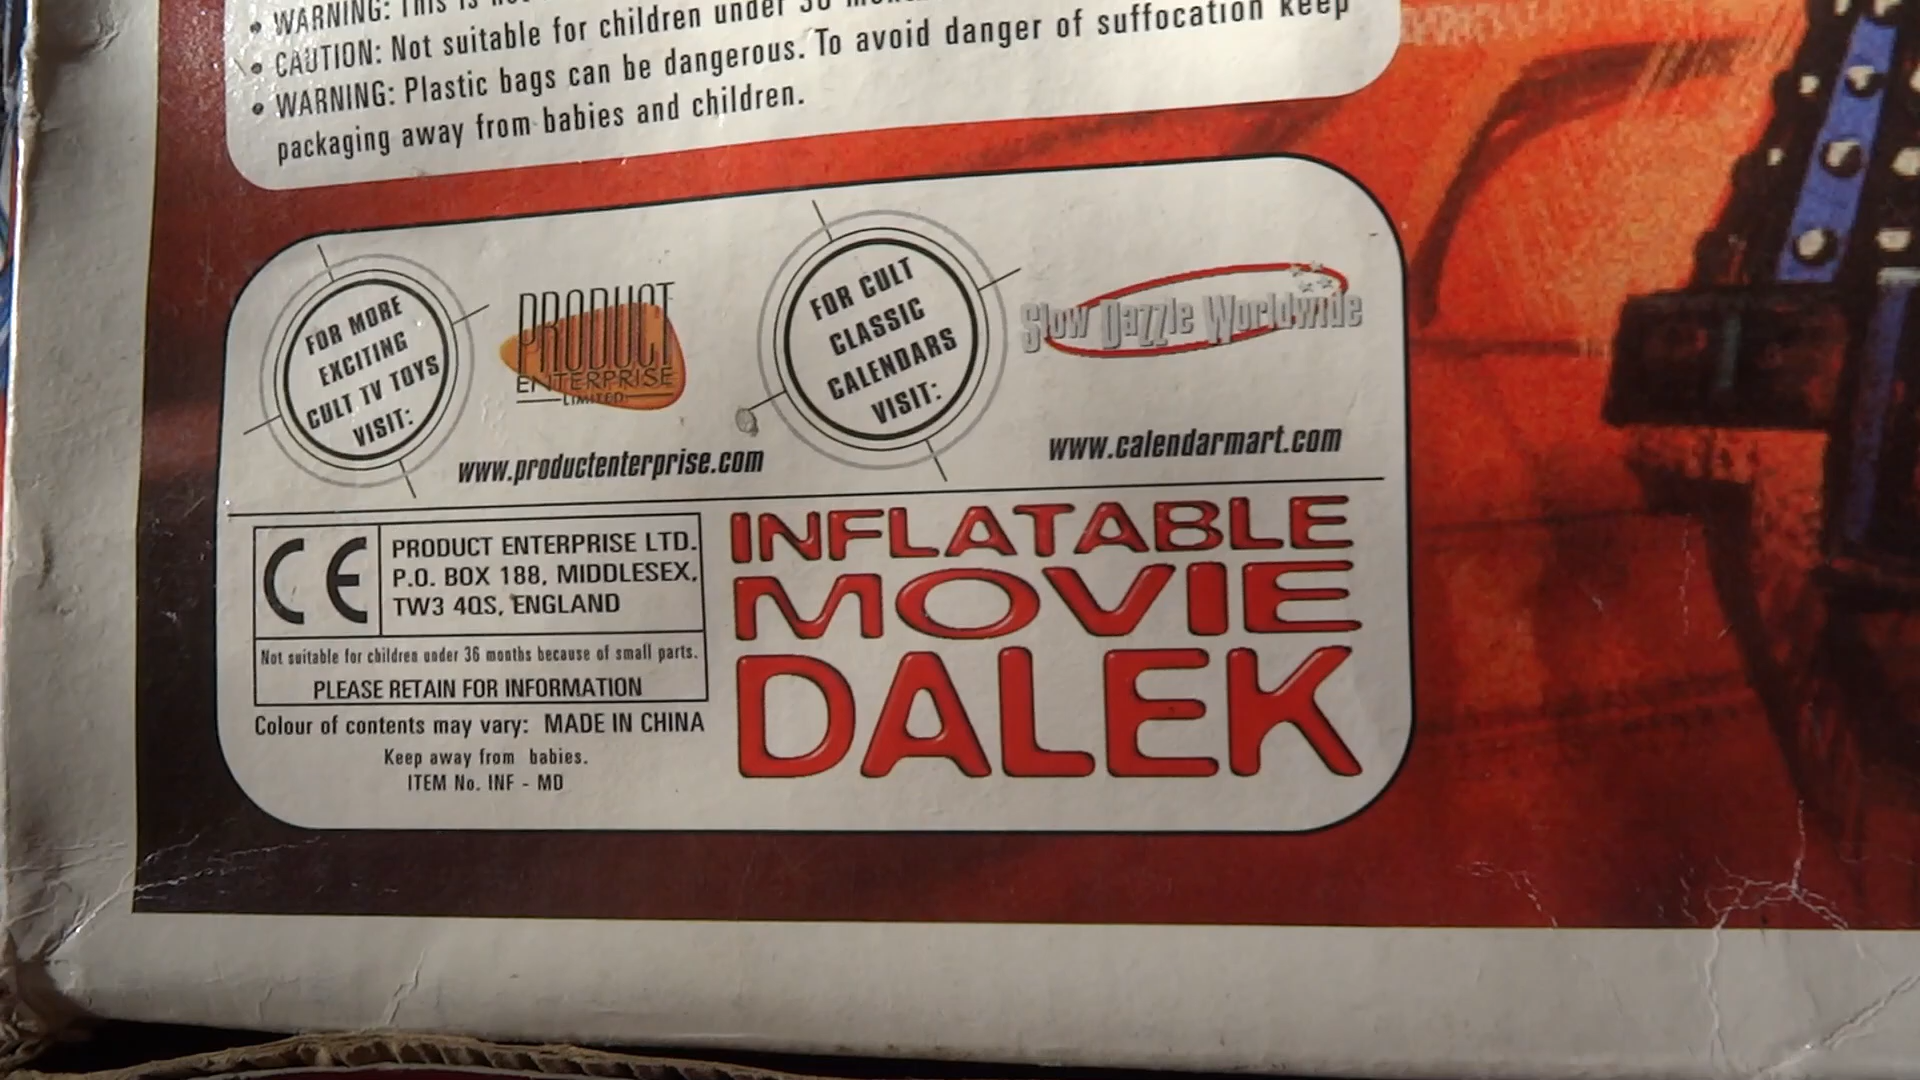 • WARNING: This is
• CAUTION: Not suitable for children under 36
• WARNING: Plastic bags can be dangerous. To avoid danger of suffocation keep
packaging away from babies and children.
FOR MORE
EXCITING
CULT TV TOYS
VISIT:
PRODUCT
ENTERPRISE
LIMITED
www.productenterprise.com
FOR CULT
CLASSIC
CALENDARS
VISIT:
Slow Dazzle Worldwide
www.calendarmart.com
CE
PRODUCT ENTERPRISE LTD.
P.O. BOX 188, MIDDLESEX,
TW3 4QS, ENGLAND
Not suitable for children under 36 months because of small parts.
PLEASE RETAIN FOR INFORMATION
Colour of contents may vary: MADE IN CHINA
Keep away from babies.
ITEM No. INF - MD
INFLATABLE
MOVIE
DALEK